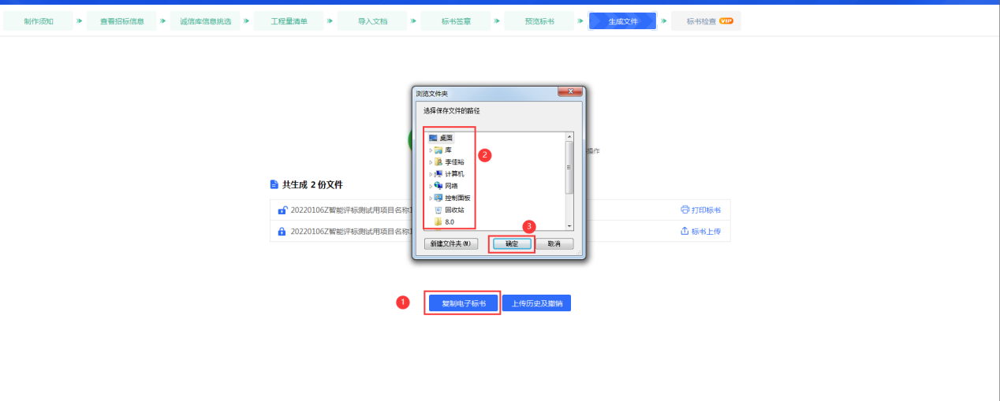 制作须知
查看招标信息
诚信库信息挑选
工程量清单
导入文档
标书签章
预览标书
生成文件
标书检查 VIP
浏览文件夹
选择保存文件的路径
桌面
库
李佳裕
计算机
网络
控制面板
回收站
8.0
2
3
新建文件夹(N)
确定
取消
操作
共生成 2 份文件
20220106Z智能评标测试用项目名称
打印标书
20220106Z智能评标测试用项目名称
标书上传
1
复制电子标书
上传历史及撤销